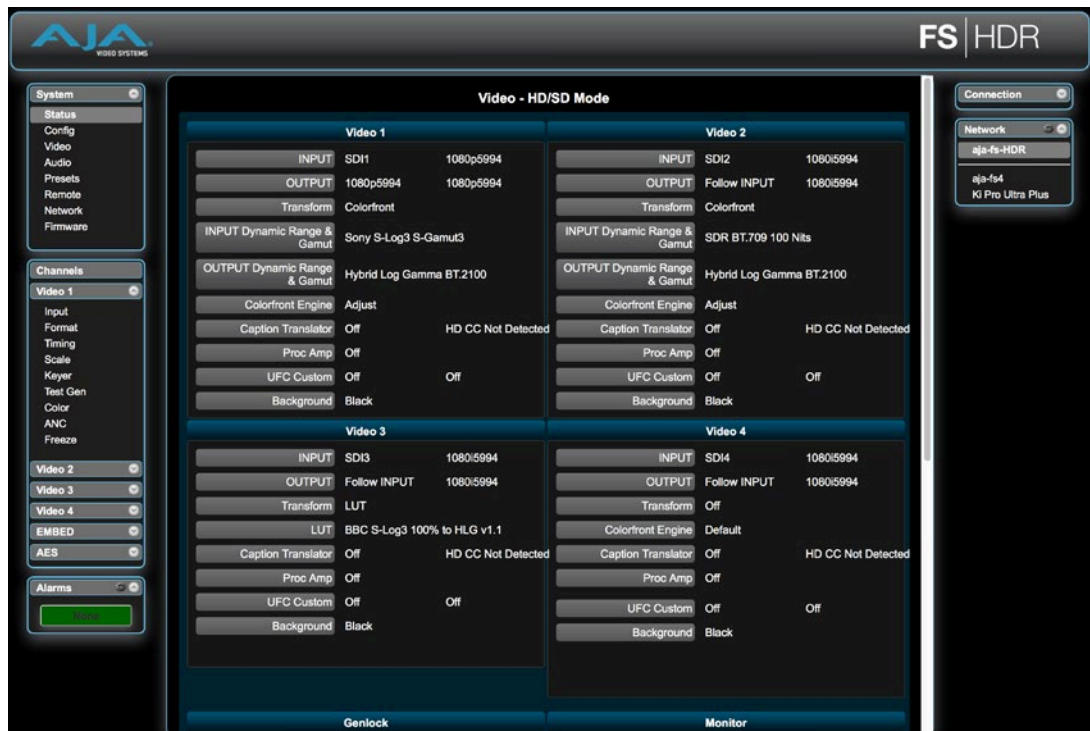 AJA
VIDEO SYSTEMS
FS|HDR
System
Status
Config
Video
Audio
Presets
Remote
Network
Firmware
Channels
Video 1
Input
Format
Timing
Scale
Keyer
Test Gen
Color
ANC
Freeze
Video 2
Video 3
Video 4
EMBED
AES
Alarms
None
Video - HD/SD Mode
Video 1
INPUT SDI1 1080p5994
OUTPUT 1080p5994 1080p5994
Transform Colorfront
INPUT Dynamic Range &
Gamut Sony S-Log3 S-Gamut3
OUTPUT Dynamic Range
& Gamut Hybrid Log Gamma BT.2100
Colorfront Engine Adjust
Caption Translator Off HD CC Not Detected
Proc Amp Off
UFC Custom Off Off
Background Black
Video 2
INPUT SDI2 1080i5994
OUTPUT Follow INPUT 1080i5994
Transform Colorfront
INPUT Dynamic Range &
Gamut SDR BT.709 100 Nits
OUTPUT Dynamic Range
& Gamut Hybrid Log Gamma BT.2100
Colorfront Engine Adjust
Caption Translator Off HD CC Not Detected
Proc Amp Off
UFC Custom Off Off
Background Black
Video 3
INPUT SDI3 1080i5994
OUTPUT Follow INPUT 1080i5994
Transform LUT
LUT BBC S-Log3 100% to HLG v1.1
Caption Translator Off HD CC Not Detected
Proc Amp Off
UFC Custom Off Off
Background Black
Video 4
INPUT SDI4 1080i5994
OUTPUT Follow INPUT 1080i5994
Transform Off
Colorfront Engine Default
Caption Translator Off HD CC Not Detected
Proc Amp Off
UFC Custom Off Off
Background Black
Genlock
Monitor
Connection
Network
aja-fs-HDR
aja-fs4
Ki Pro Ultra Plus